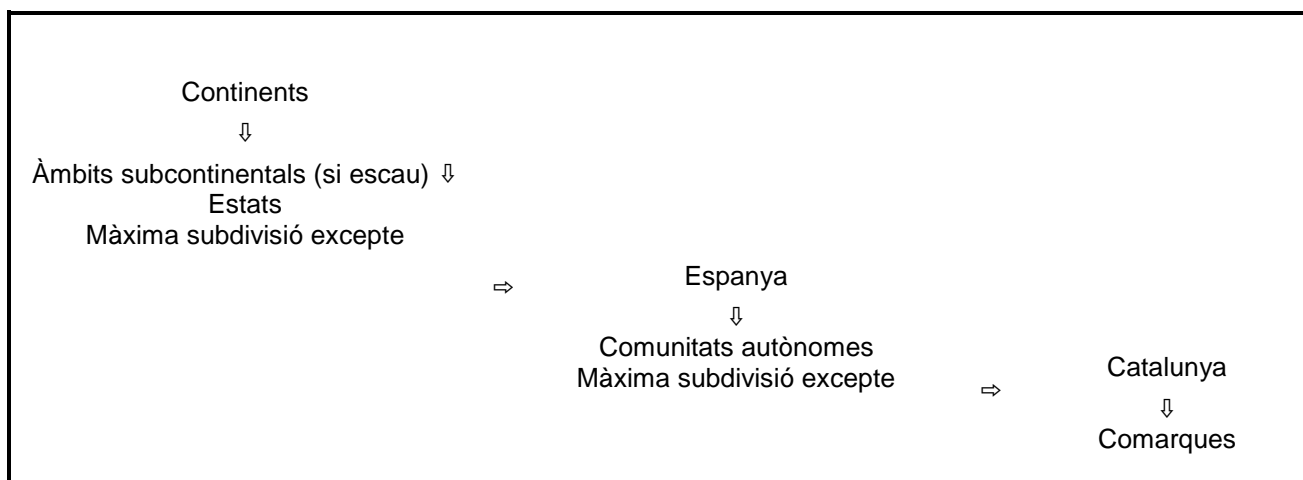 Continents
⇩
Àmbits subcontinentals (si escau) ⇩
Estats
Màxima subdivisió excepte
⇨
Espanya
⇩
Comunitats autònomes
Màxima subdivisió excepte
⇨
Catalunya
⇩
Comarques